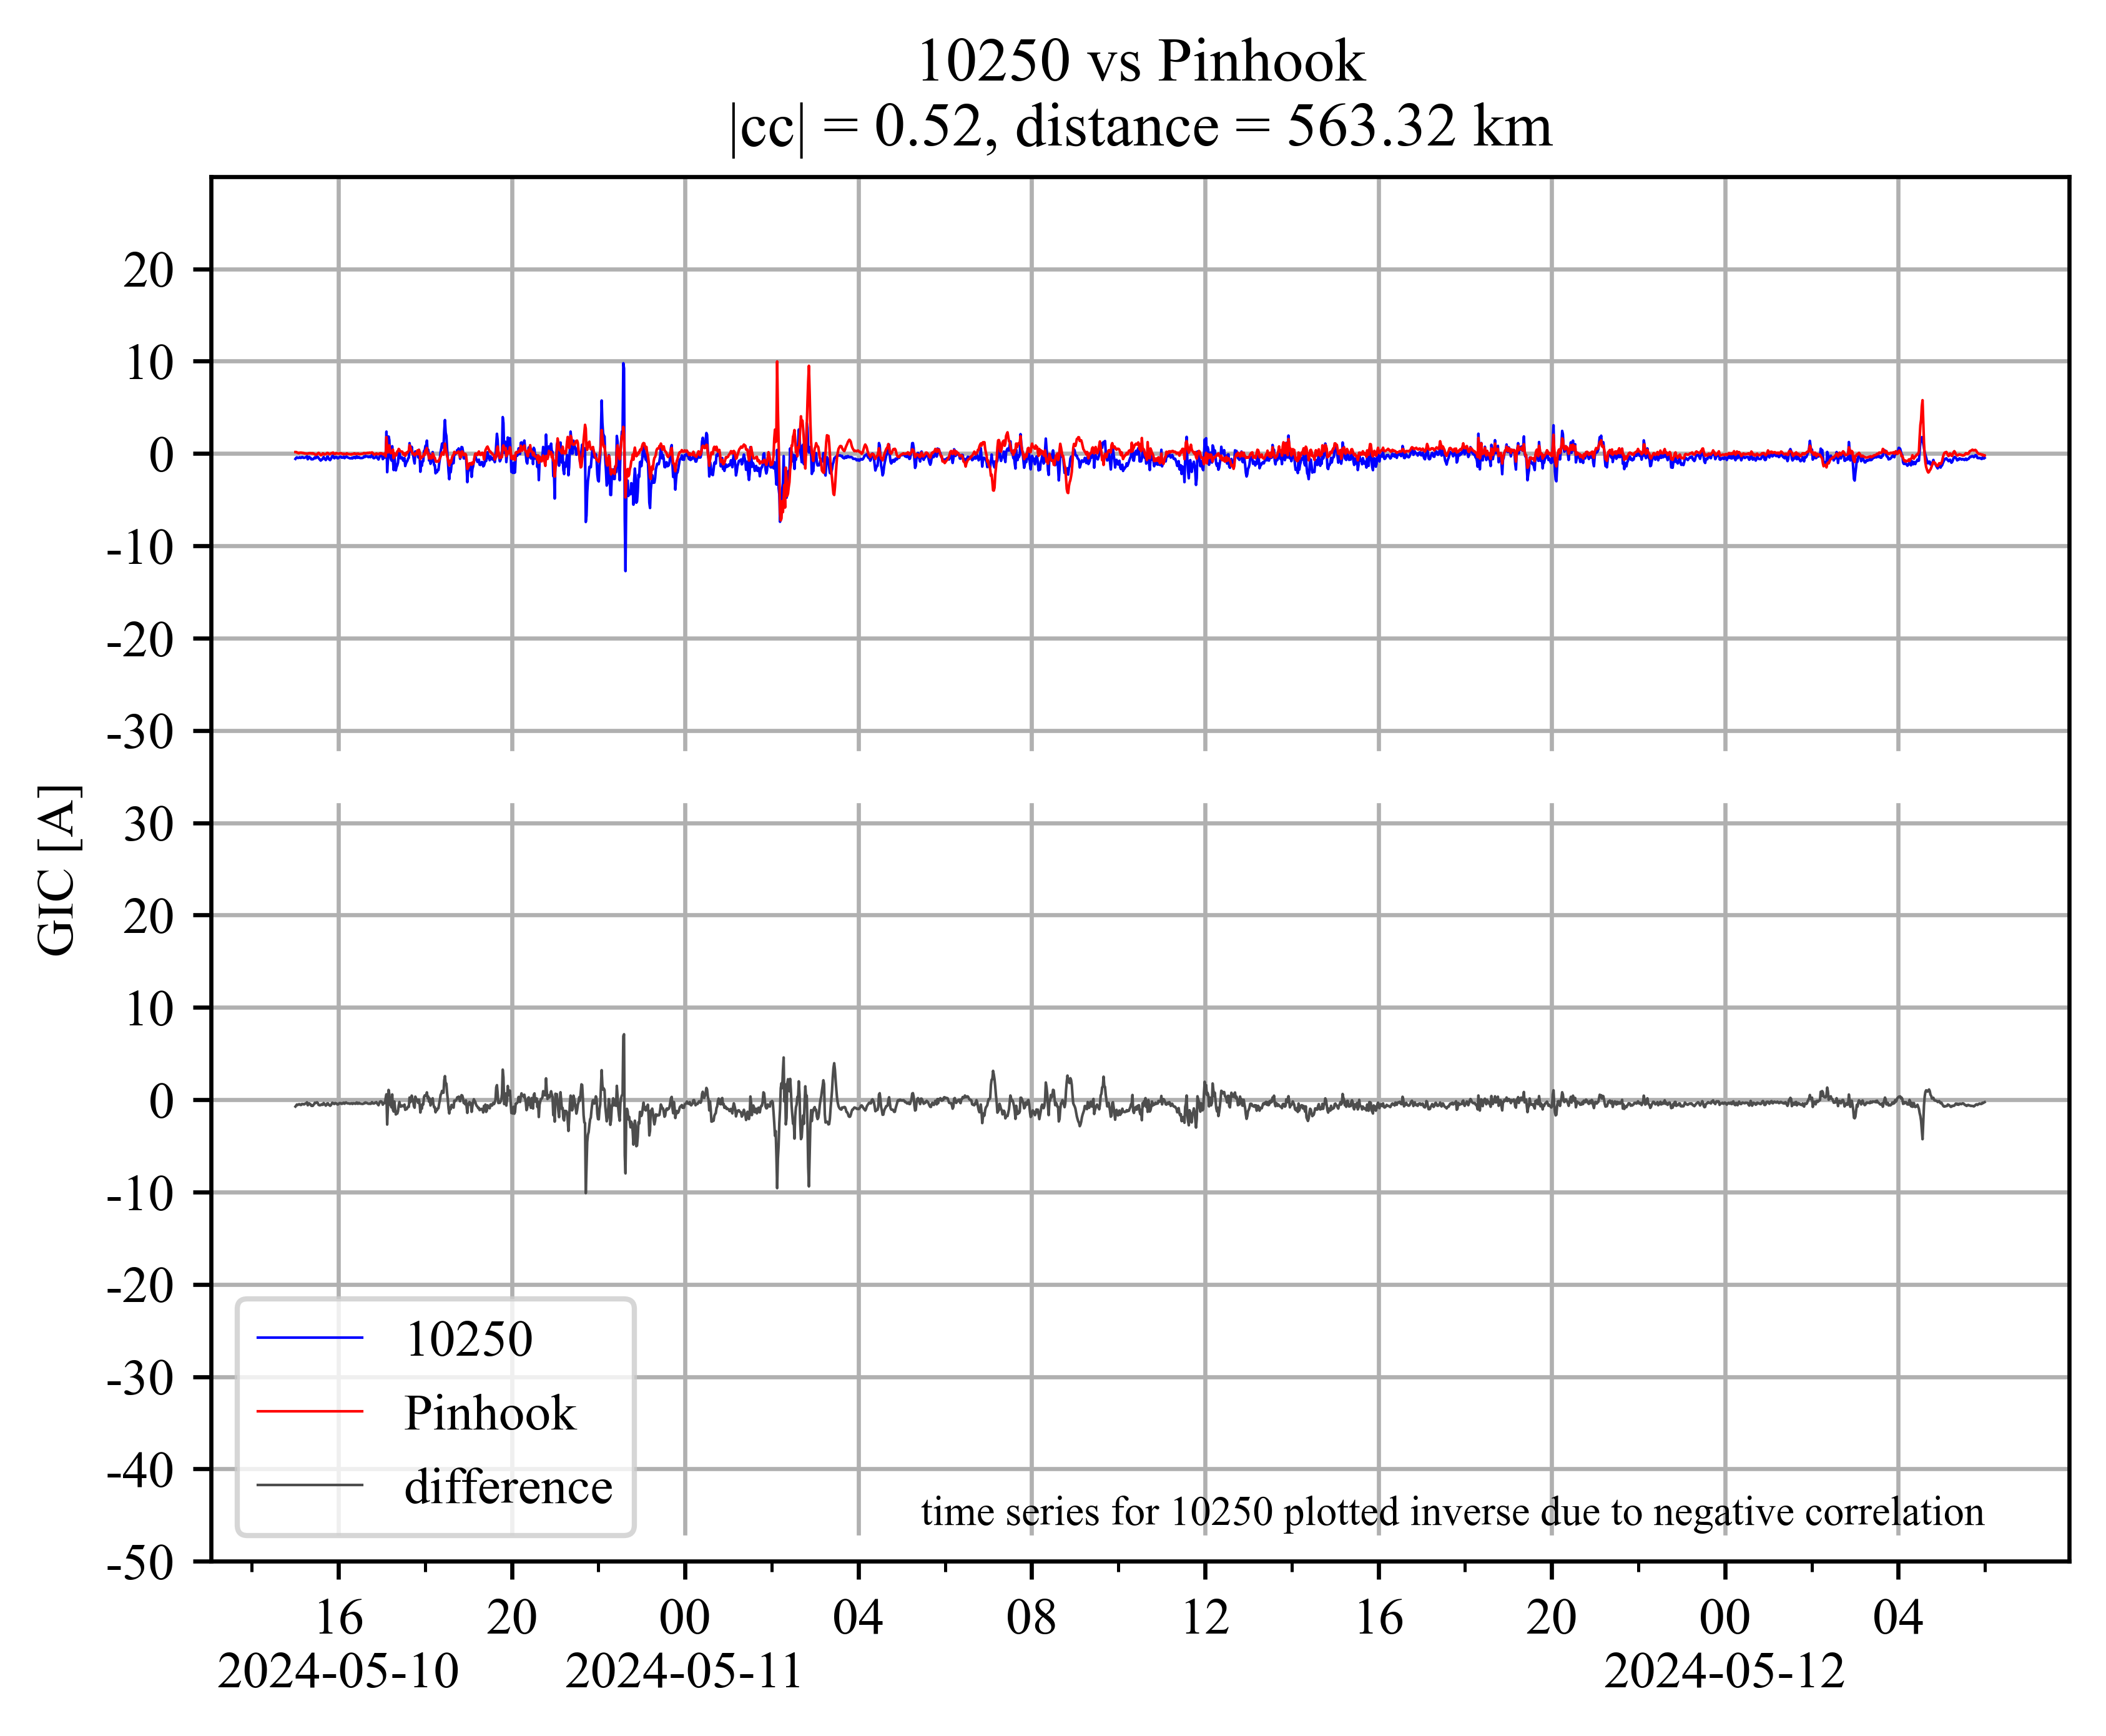 10250 vs Pinhook
|cc| = 0.52, distance = 563.32 km
20
10
0
-10
-20
-30
30
20
10
0
-10
-20
-30
-40
-50
GIC [A]
10250
Pinhook
difference
time series for 10250 plotted inverse due to negative correlation
16 20 00 04 08 12 16 20 00 04
2024-05-10 2024-05-11 2024-05-12